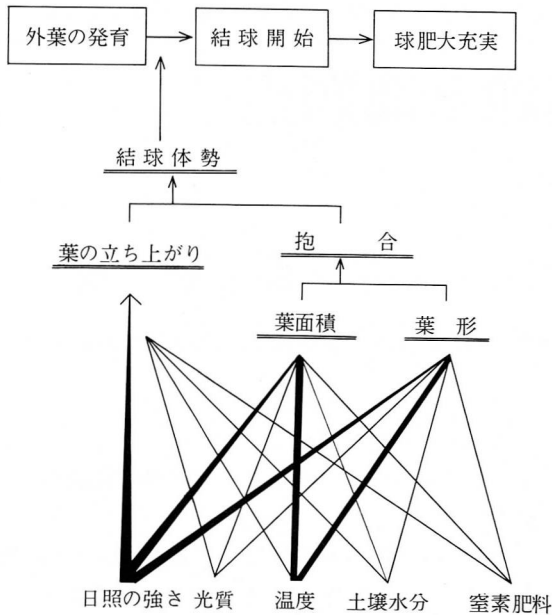 外葉の発育
結球開始
球肥大充実
結球体勢
葉の立ち上がり
抱合
葉面積
葉形
日照の強さ
光質
温度
土壌水分
窒素肥料